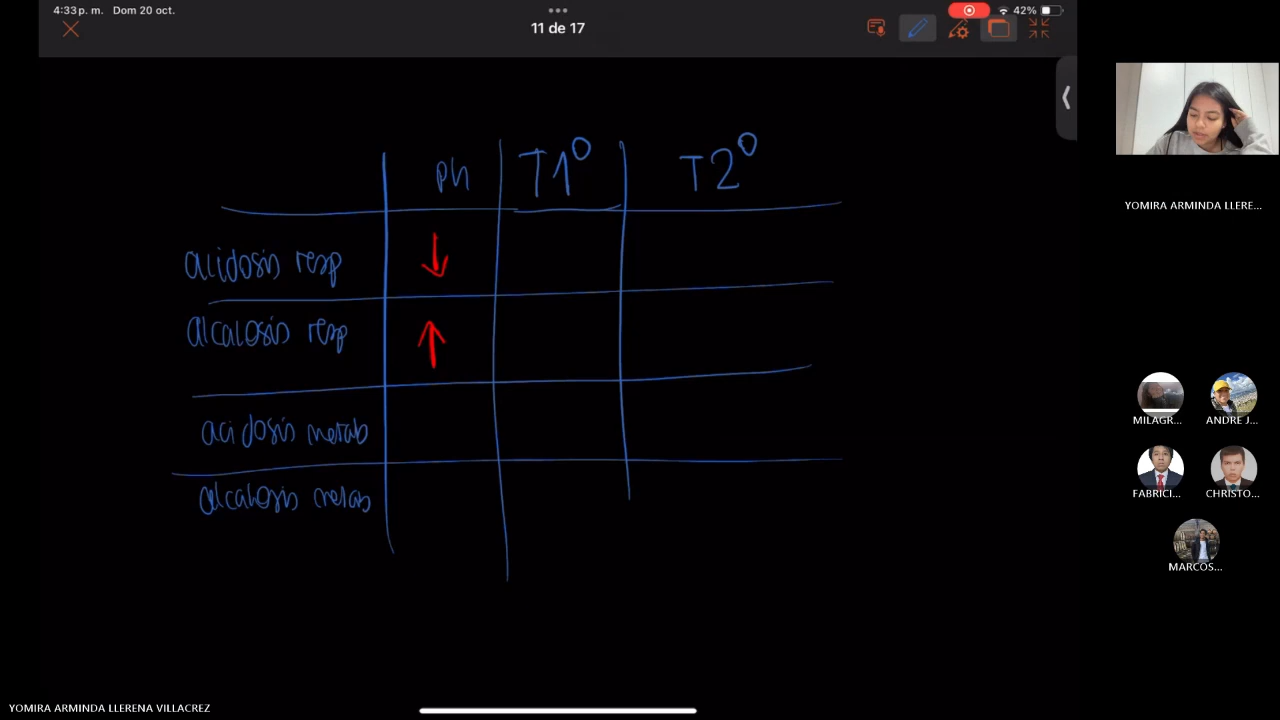 4:33 p. m. Dom 20 oct.
42%
11 de 17
ph T1° T2°
acidosis resp ↓
alcalosis resp ↑
acidosis metab
alcalosis metab
YOMIRA ARMINDA LLERE...
MILAGR... ANDRE J...
FABRICI... CHRISTO...
MARCOS...
YOMIRA ARMINDA LLERENA VILLACREZ